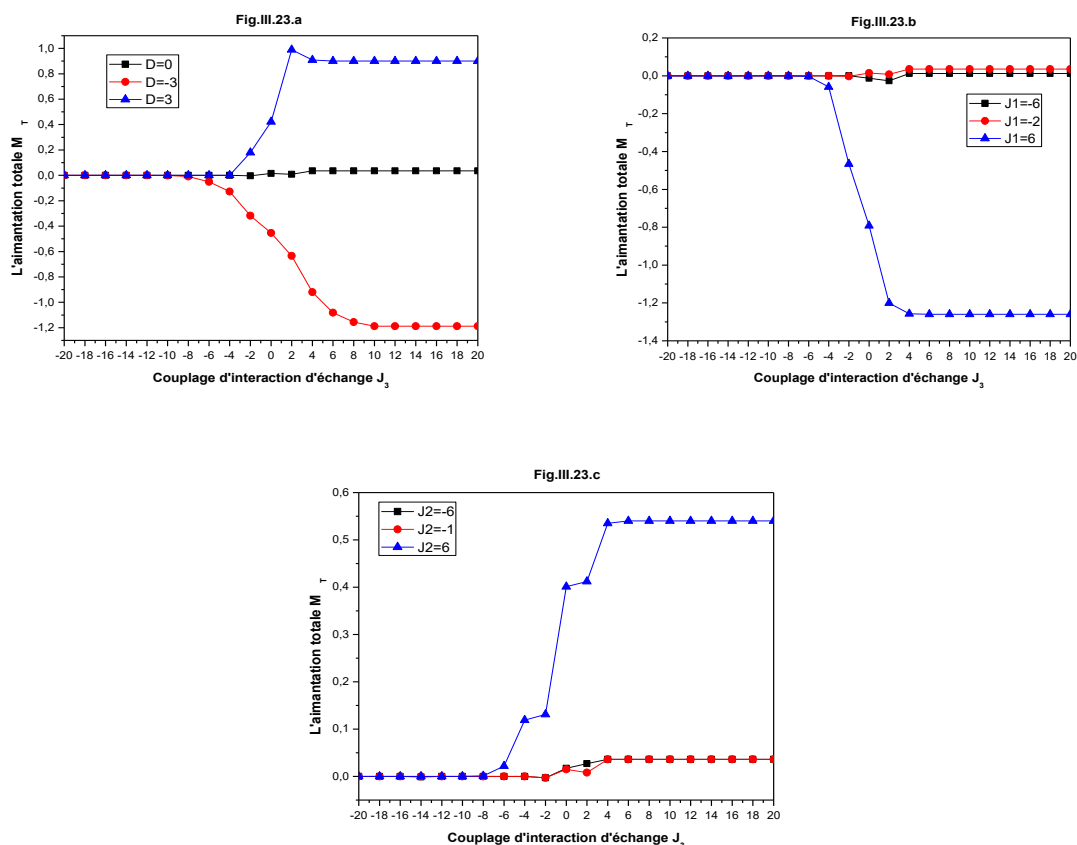 Fig.III.23.a
D=0
D=-3
D=3
L'aimantation totale M T
1,0
0,8
0,6
0,4
0,2
0,0
-0,2
-0,4
-0,6
-0,8
-1,0
-1,2
-20 -18 -16 -14 -12 -10 -8 -6 -4 -2 0 2 4 6 8 10 12 14 16 18 20
Couplage d'interaction d'échange J3
Fig.III.23.b
J1=-6
J1=-2
J1=6
L'aimantation totale M T
0,2
0,0
-0,2
-0,4
-0,6
-0,8
-1,0
-1,2
-1,4
-20 -18 -16 -14 -12 -10 -8 -6 -4 -2 0 2 4 6 8 10 12 14 16 18 20
Couplage d'interaction d'échange J3
Fig.III.23.c
J2=-6
J2=-1
J2=6
L'aimantation totale M T
0,6
0,5
0,4
0,3
0,2
0,1
0,0
-20 -18 -16 -14 -12 -10 -8 -6 -4 -2 0 2 4 6 8 10 12 14 16 18 20
Couplage d'interaction d'échange J